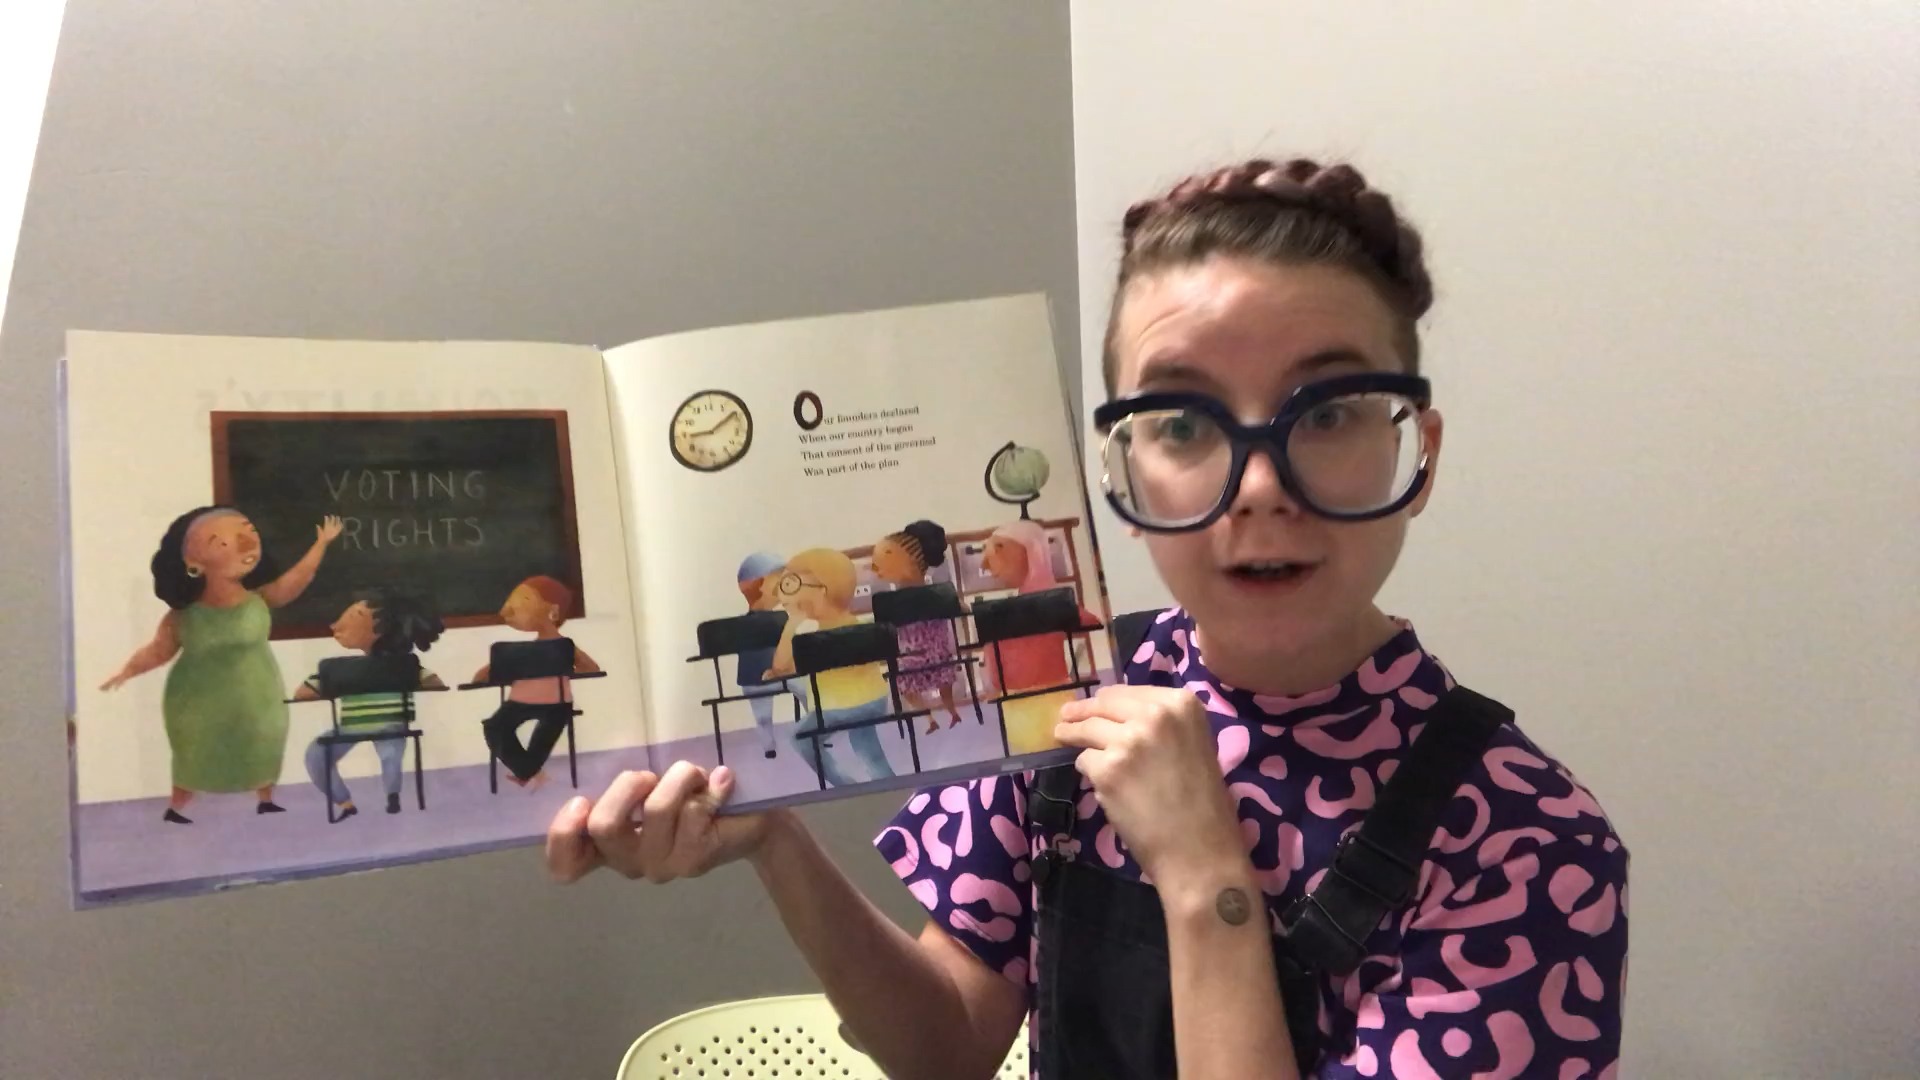 VOTING
RIGHTS
Our founders declared
When our country began
That consent of the governed
Was part of the plan